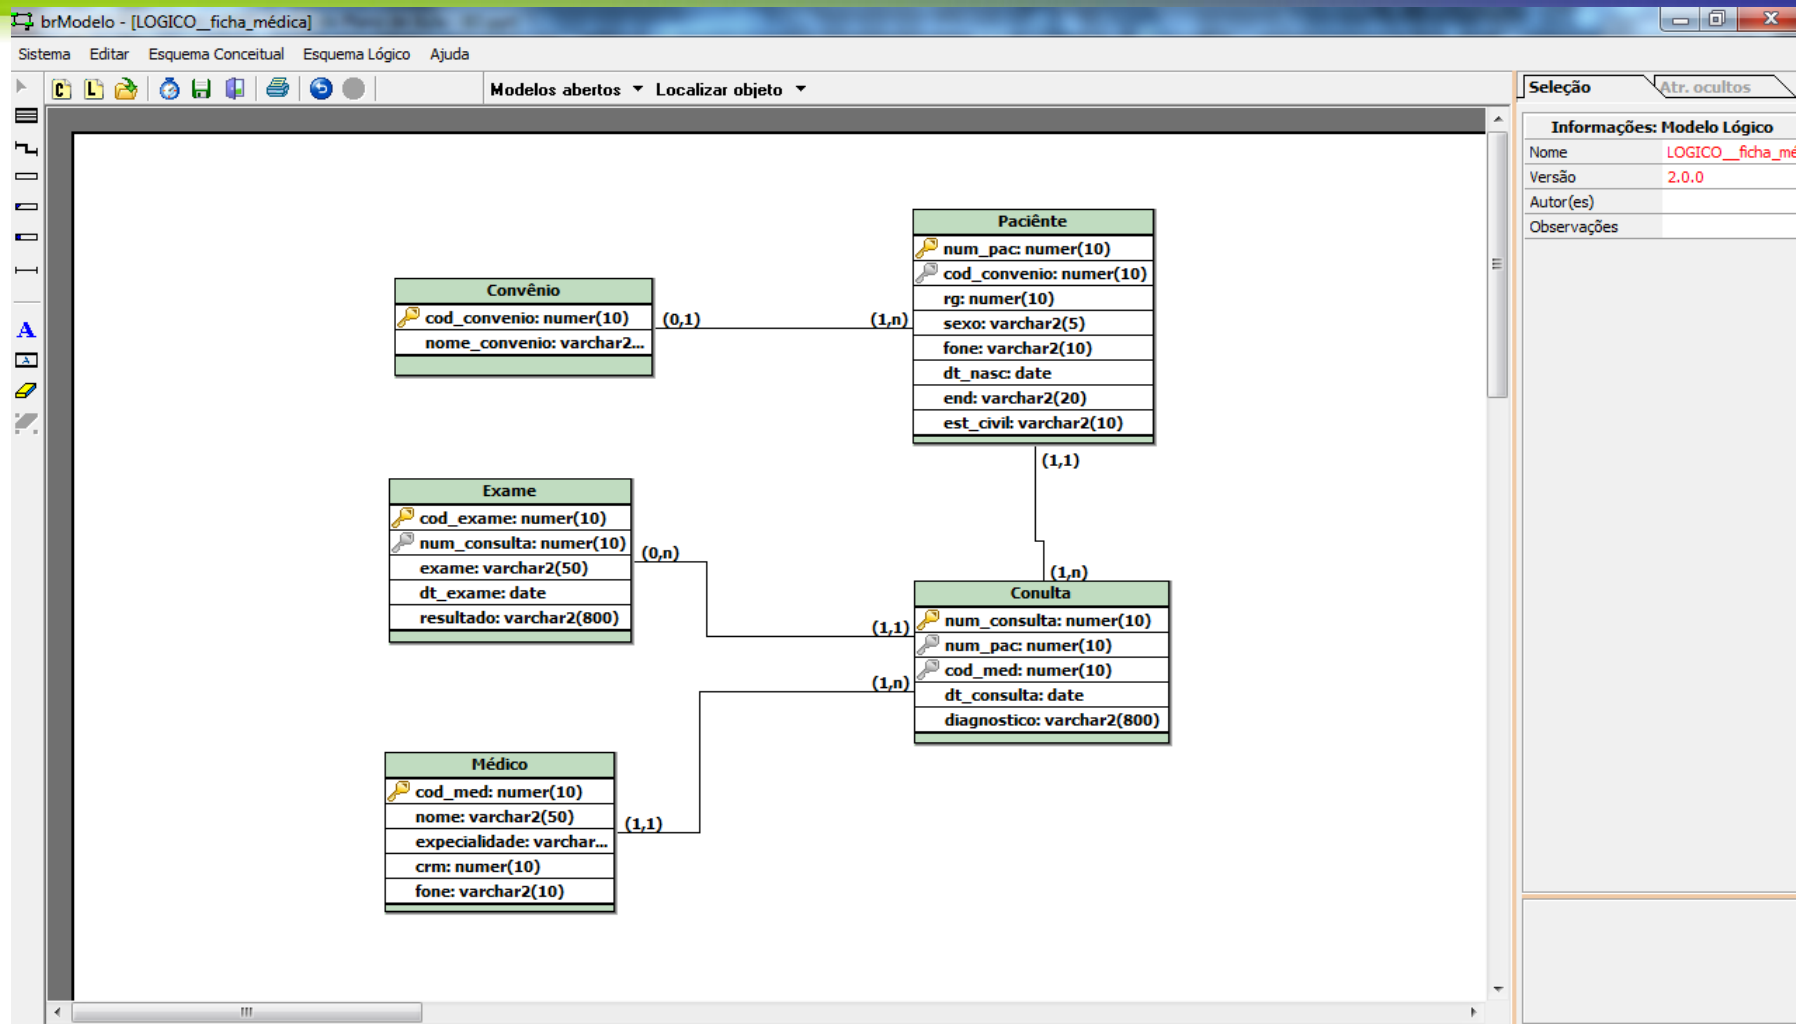 brModelo - [LOGICO__ficha_médica]
Sistema Editar Esquema Conceitual Esquema Lógico Ajuda
Modelos abertos Localizar objeto
Seleção Atr. ocultos
Informações: Modelo Lógico
Nome LOGICO__ficha_mé
Versão 2.0.0
Autor(es)
Observações
Paciênte
num_pac: numer(10)
cod_convenio: numer(10)
rg: numer(10)
sexo: varchar2(5)
fone: varchar2(10)
dt_nasc: date
end: varchar2(20)
est_civil: varchar2(10)
Convênio
cod_convenio: numer(10)
nome_convenio: varchar2...
(0,1) (1,n)
(1,1)
(1,n)
Exame
cod_exame: numer(10)
num_consulta: numer(10)
exame: varchar2(50)
dt_exame: date
resultado: varchar2(800)
(0,n)
(1,1)
Conulta
num_consulta: numer(10)
num_pac: numer(10)
cod_med: numer(10)
dt_consulta: date
diagnostico: varchar2(800)
(1,n)
(1,1)
Médico
cod_med: numer(10)
nome: varchar2(50)
expecialidade: varchar...
crm: numer(10)
fone: varchar2(10)
C
L
A
A